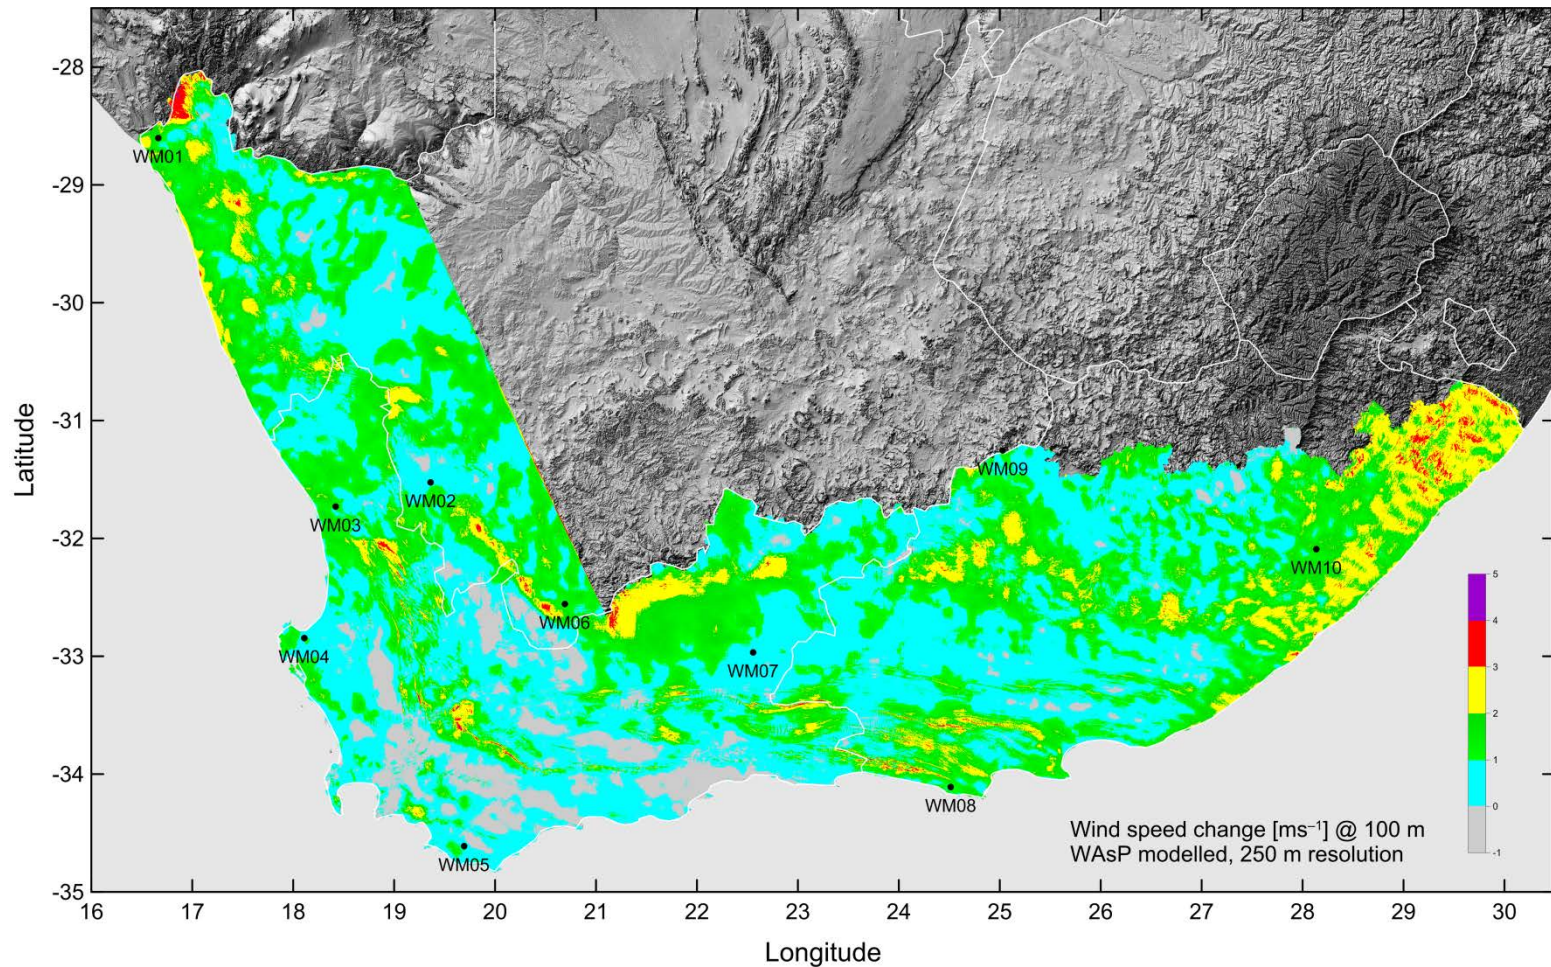 -28
-29
-30
-31
-32
-33
-34
-35
Latitude
WM01
WM02
WM03
WM04
WM05
WM06
WM07
WM08
WM09
WM10
5
4
3
2
1
0
-1
Wind speed change [ms⁻¹] @ 100 m
WAsP modelled, 250 m resolution
16 17 18 19 20 21 22 23 24 25 26 27 28 29 30
Longitude